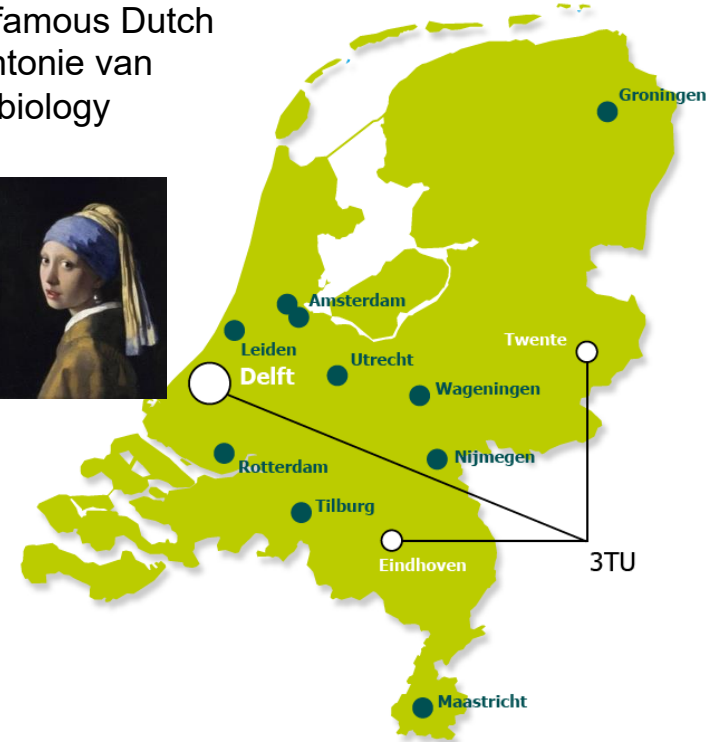 famous Dutch
ntonie van
biology
Groningen
Amsterdam
Leiden
Twente
Utrecht
Delft
Wageningen
Nijmegen
Rotterdam
Tilburg
3TU
Eindhoven
Maastricht